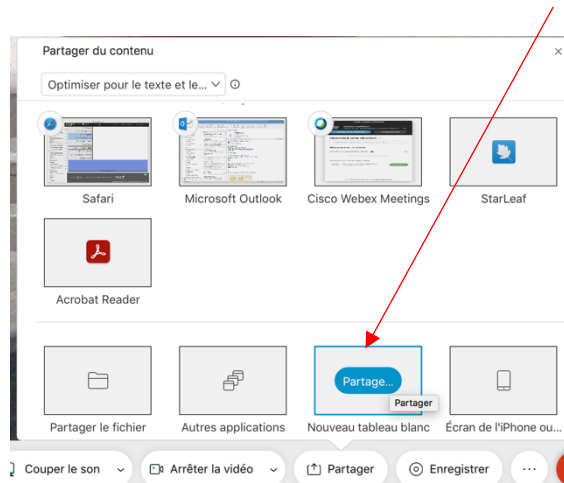 Partager du contenu
Optimiser pour le texte et le...
Safari
Microsoft Outlook
Cisco Webex Meetings
StarLeaf
Acrobat Reader
Partage...
Partager
Partager le fichier
Autres applications
Nouveau tableau blanc
Écran de l'iPhone ou...
Couper le son
Arrêter la vidéo
Partager
Enregistrer